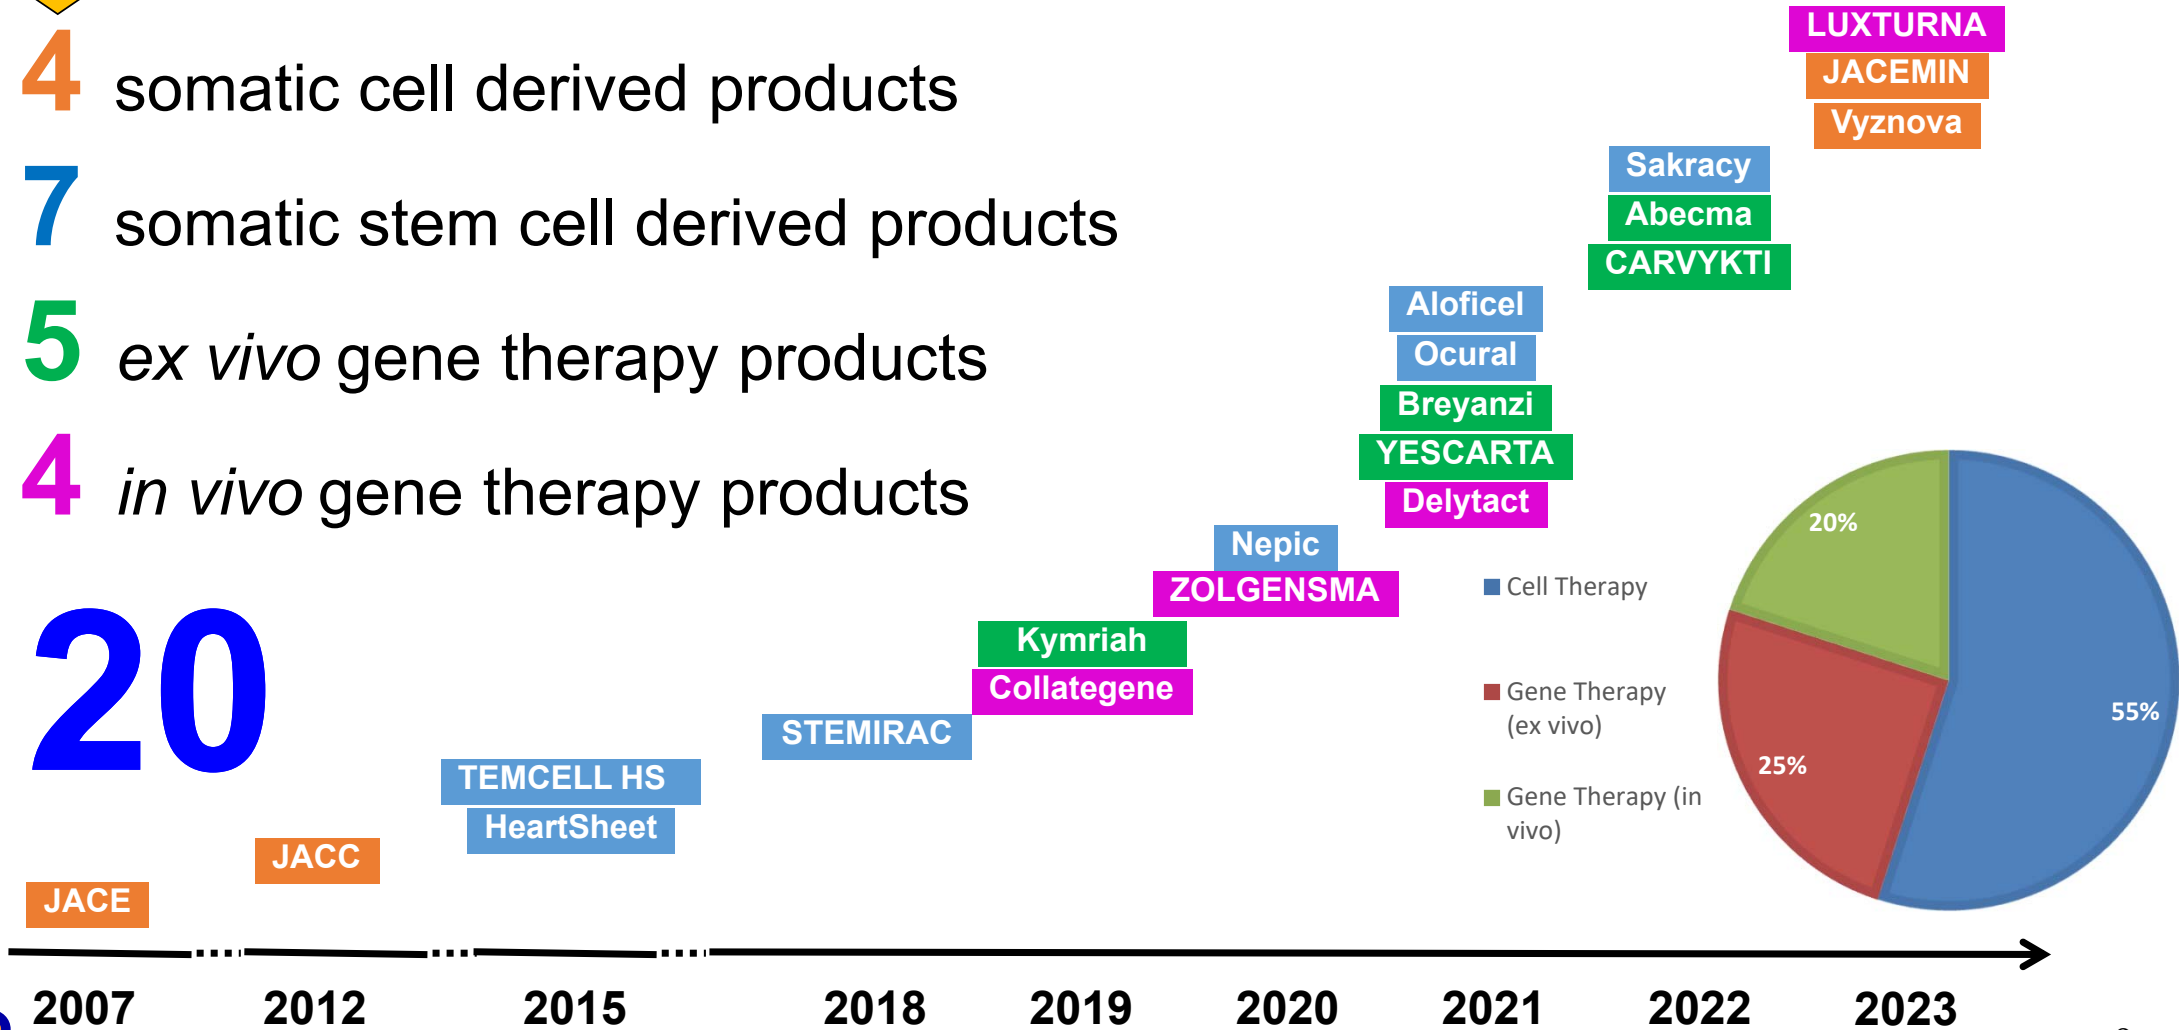 4 somatic cell derived products
7 somatic stem cell derived products
5 ex vivo gene therapy products
4 in vivo gene therapy products
20
LUXTURNA
JACEMIN
Vyznova
Sakracy
Abecma
CARVYKTI
Aloficel
Ocural
Breyanzi
YESCARTA
Delytact
Nepic
ZOLGENSMA
Kymriah
Collategene
STEMIRAC
TEMCELL HS
HeartSheet
JACC
JACE
Cell Therapy
Gene Therapy
(ex vivo)
Gene Therapy (in
vivo)
20%
55%
25%
2007 2012 2015 2018 2019 2020 2021 2022 2023